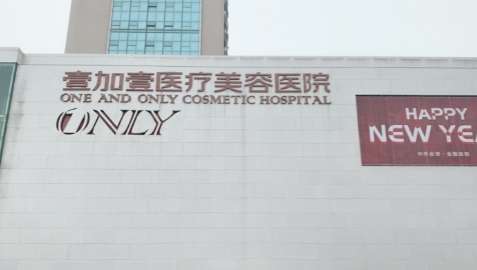 壹加壹医疗美容医院
ONE AND ONLY COSMETIC HOSPITAL
ONLY
HAPPY
NEW YEA